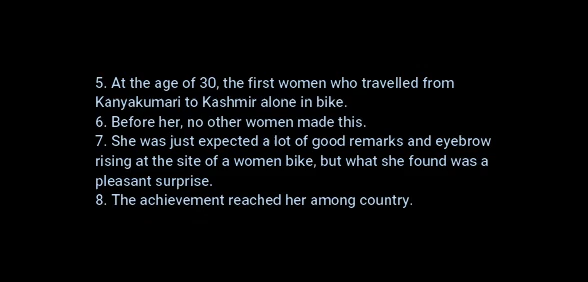 5. At the age of 30, the first women who travelled from
Kanyakumari to Kashmir alone in bike.
6. Before her, no other women made this.
7. She was just expected a lot of good remarks and eyebrow
rising at the site of a women bike, but what she found was a
pleasant surprise.
8. The achievement reached her among country.